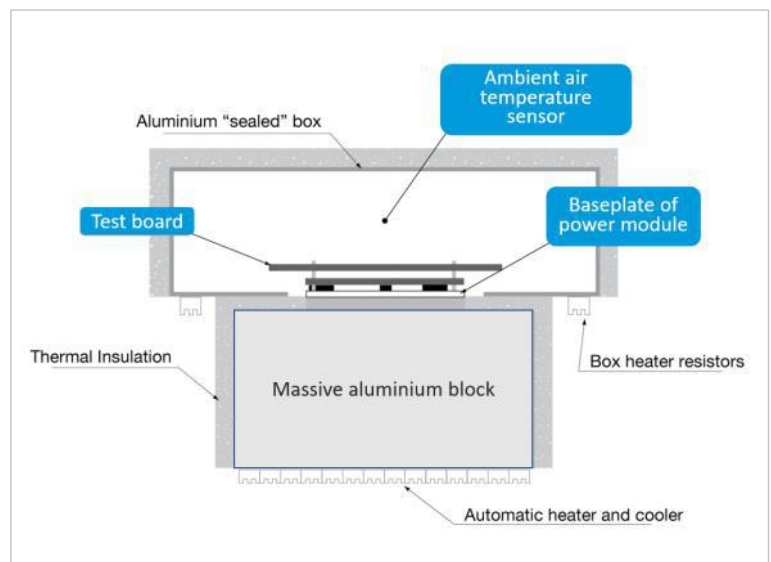 Ambient air
temperature
sensor
Aluminium “sealed” box
Test board
Baseplate of
power module
Thermal Insulation
Box heater resistors
Massive aluminium block
Automatic heater and cooler